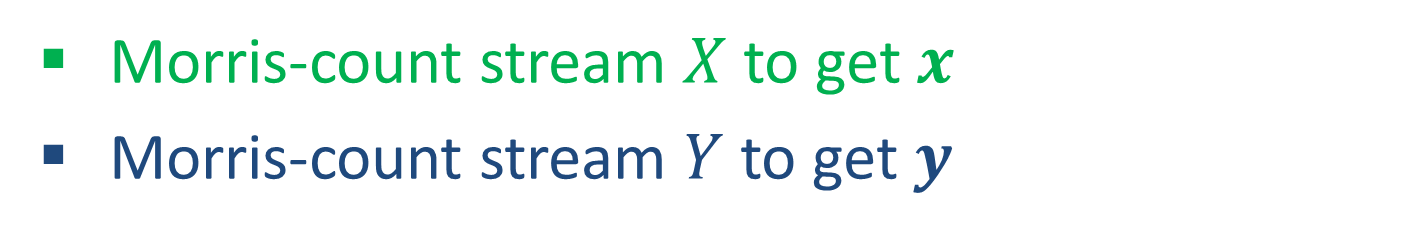 ▪ Morris-count stream X to get x
▪ Morris-count stream Y to get y